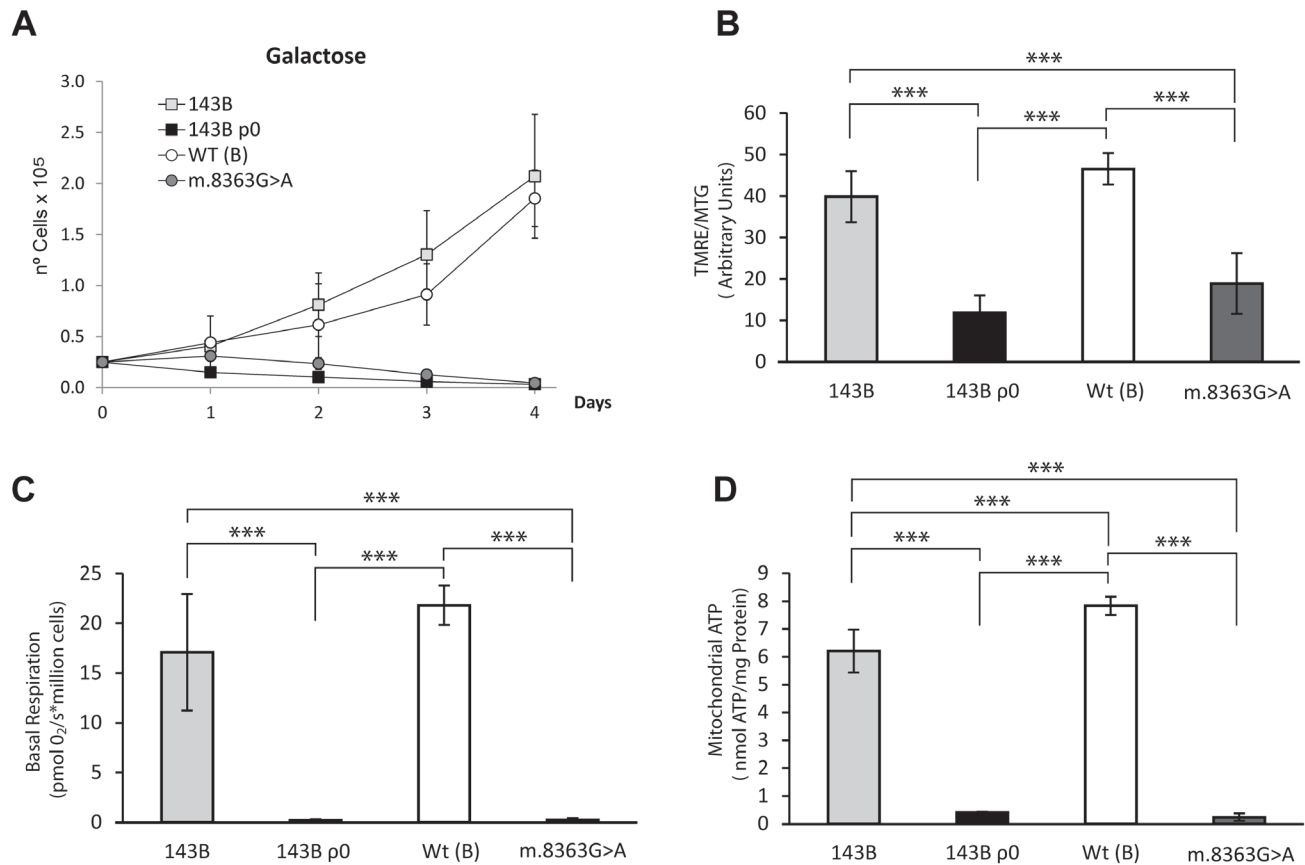 A
Galactose
3.0
2.5
2.0
1.5
1.0
0.5
0.0
nº Cells x 105
143B
143B p0
WT (B)
m.8363G>A
0 1 2 3 4 Days
B
***
*** *** ***
60
50
40
30
20
10
0
TMRE/MTG
( Arbitrary Units)
143B 143B ρ0 Wt (B) m.8363G>A
C
***
*** *** ***
25
20
15
10
5
0
Basal Respiration
(pmol 0₂/s*million cells)
143B 143B ρ0 Wt (B) m.8363G>A
D
***
***
*** *** ***
9
8
7
6
5
4
3
2
1
0
Mitochondrial ATP
( nmol ATP/mg Protein)
143B 143B ρ0 Wt (B) m.8363G>A